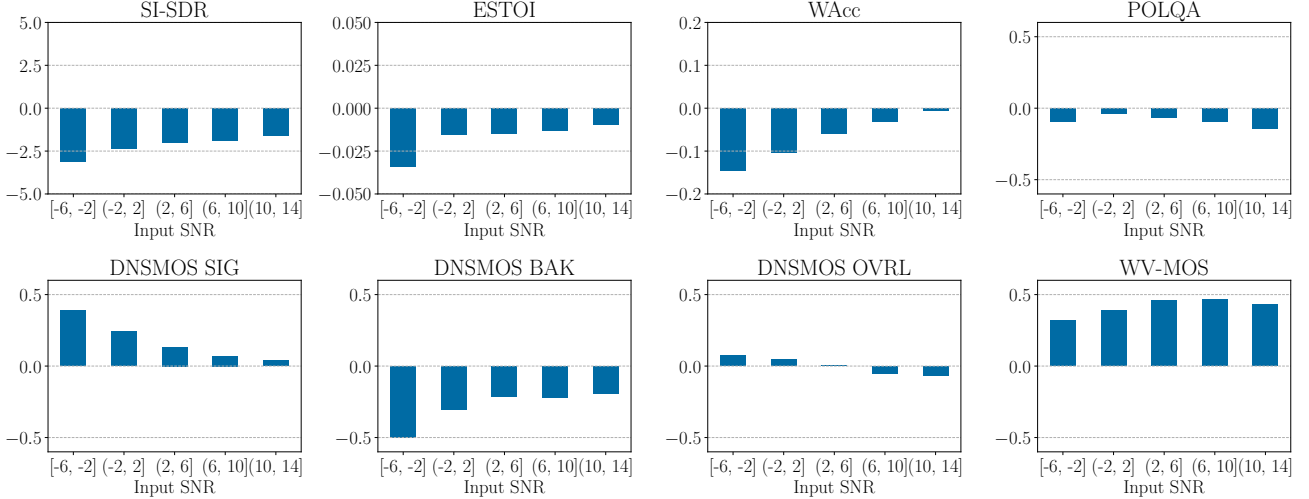 SI-SDR
5.0
2.5
0.0
−2.5
−5.0
[-6, -2] (-2, 2] (2, 6] (6, 10] (10, 14]
Input SNR
ESTOI
0.050
0.025
0.000
−0.025
−0.050
[-6, -2] (-2, 2] (2, 6] (6, 10] (10, 14]
Input SNR
WAcc
0.2
0.1
0.0
−0.1
−0.2
[-6, -2] (-2, 2] (2, 6] (6, 10] (10, 14]
Input SNR
POLQA
0.5
0.0
−0.5
[-6, -2] (-2, 2] (2, 6] (6, 10] (10, 14]
Input SNR
DNSMOS SIG
0.5
0.0
−0.5
[-6, -2] (-2, 2] (2, 6] (6, 10] (10, 14]
Input SNR
DNSMOS BAK
0.5
0.0
−0.5
[-6, -2] (-2, 2] (2, 6] (6, 10] (10, 14]
Input SNR
DNSMOS OVRL
0.5
0.0
−0.5
[-6, -2] (-2, 2] (2, 6] (6, 10] (10, 14]
Input SNR
WV-MOS
0.5
0.0
−0.5
[-6, -2] (-2, 2] (2, 6] (6, 10] (10, 14]
Input SNR